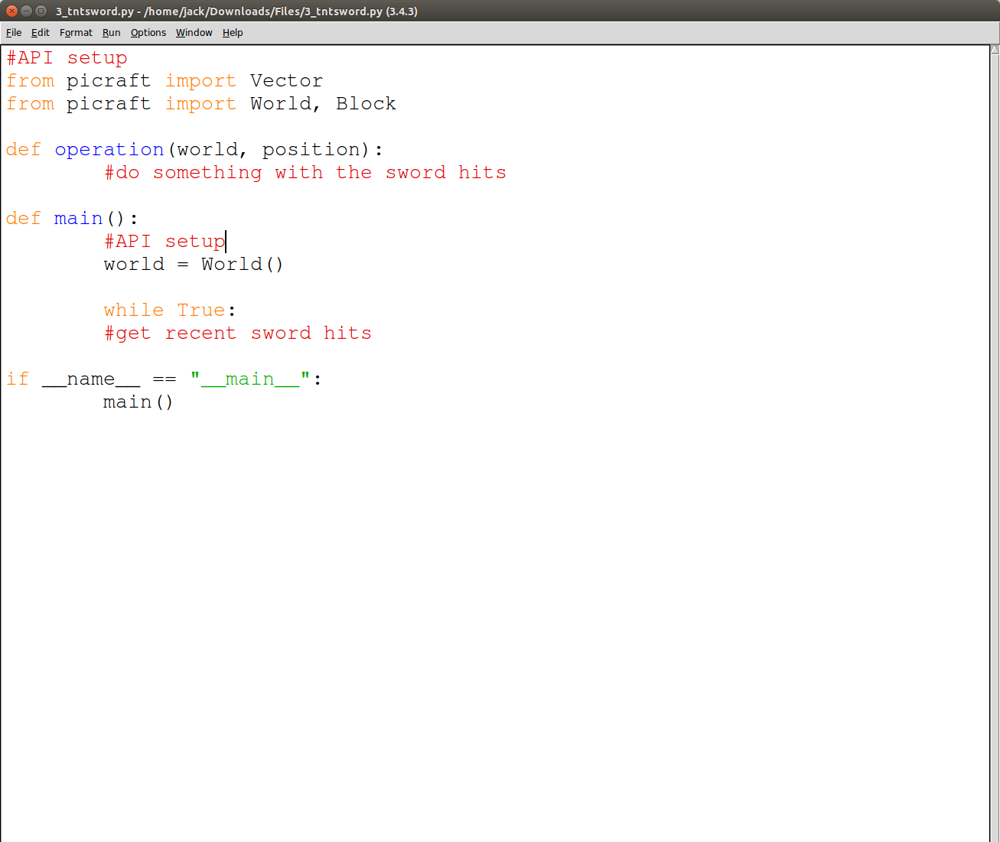 3_tntsword.py - /home/jack/Downloads/Files/3_tntsword.py (3.4.3)
File Edit Format Run Options Window Help
#API setup
from picraft import Vector
from picraft import World, Block
def operation(world, position):
#do something with the sword hits
def main():
#API setup
world = World()
while True:
#get recent sword hits
if __name__ == "__main__":
main()